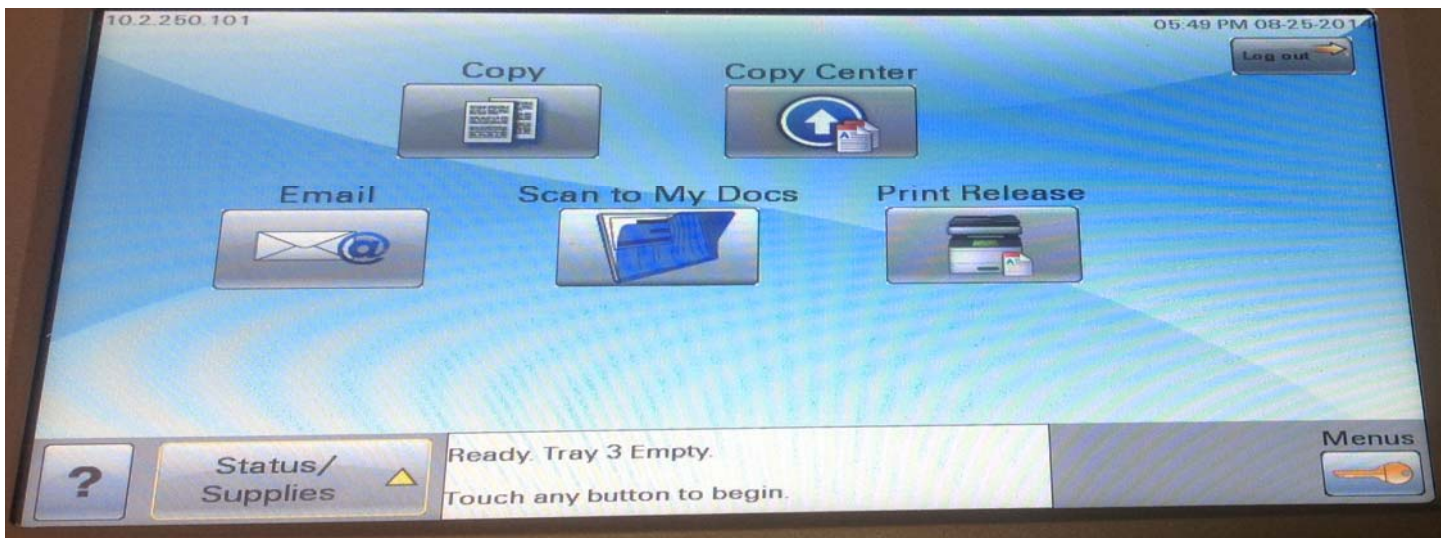 10.2.250.101
05:49 PM 08-25-2014
Log out
Copy
Copy Center
Email
Scan to My Docs
Print Release
?
Status/
Supplies
Ready. Tray 3 Empty.
Touch any button to begin.
Menus